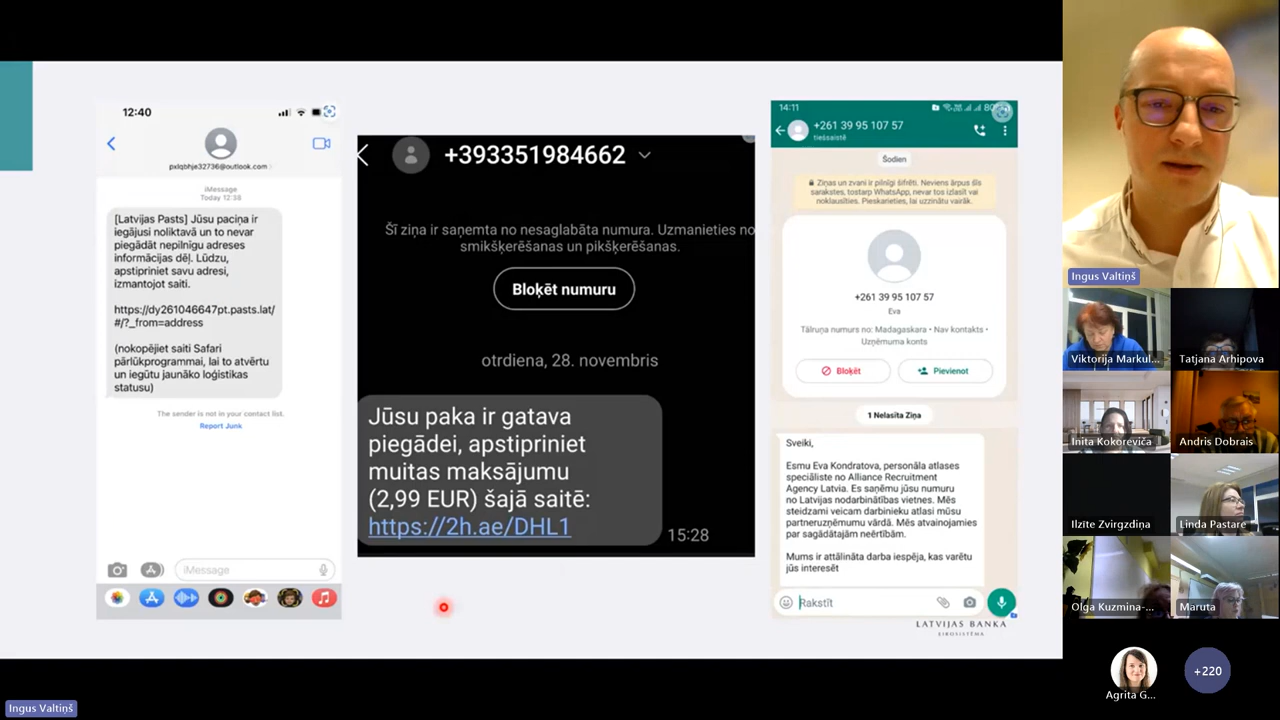 12:40
pxlqbhje32736@outlook.com
iMessage
Today 12:38
[Latvijas Pasts] Jūsu paciņa ir
iegājusi noliktavā un to nevar
piegādāt nepilnīgu adreses
informācijas dēļ. Lūdzu,
apstipriniet savu adresi,
izmantojot saiti.
https://dy261046647pt.pasts.lat/
#/?_from=address
(nokopējiet saiti Safari
pārlūkprogrammai, lai to atvērtu
un iegūtu jaunāko loģistikas
statusu)
The sender is not in your contact list.
Report Junk
iMessage
+393351984662
Šī ziņa ir saņemta no nesaglabāta numura. Uzmanieties no
smikšķerēšanas un pikšķerēšanas.
Bloķēt numuru
otrdiena, 28. novembris
Jūsu paka ir gatava
piegādei, apstipriniet
muitas maksājumu
(2,99 EUR) šajā saitē:
https://2h.ae/DHL1
15:28
14:11
+261 39 95 107 57
tiešsaistē
Šodien
Ziņas un zvani ir pilnīgi šifrēti. Neviens ārpus šīs
sarakstes, tostarp WhatsApp, nevar tos izlasīt vai
noklausīties. Pieskarieties, lai uzzinātu vairāk.
+261 39 95 107 57
Eva
Tālruņa numurs no: Madagaskara • Nav kontakts •
Uzņēmuma konts
Bloķēt
Pievienot
1 Nelasīta Ziņa
Sveiki,
Esmu Eva Kondratova, personāla atlases
speciāliste no Alliance Recruitment
Agency Latvia. Es saņēmu jūsu numuru
no Latvijas nodarbinātības vietnes. Mēs
steidzami veicam darbinieku atlasi mūsu
partneruzņēmumu vārdā. Mēs atvainojamies
par sagādātajām neērtībām.
Mums ir attālināta darba iespēja, kas varētu
jūs interesēt
Rakstīt
LATVIJAS BANKA
EIROSISTĒMA
Ingus Valtiņš
Viktorija Markul...
Tatjana Arhipova
Inita Kokoreviča
Andris Dobrais
Ilzīte Zvirgzdiņa
Linda Pastare
Olga Kuzmina-...
Maruta
Agrita G...
+220
Ingus Valtiņš